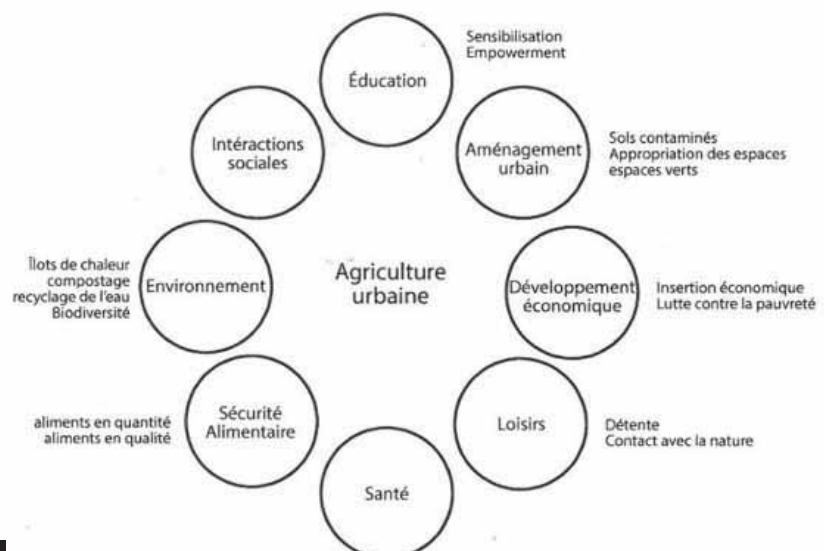 Éducation
Sensibilisation
Empowerment
Intéractions
sociales
Aménagement
urbain
Sols contaminés
Appropriation des espaces
espaces verts
Îlots de chaleur
compostage
recyclage de l'eau
Biodiversité
Environnement
Agriculture
urbaine
Développement
économique
Insertion économique
Lutte contre la pauvreté
aliments en quantité
aliments en qualité
Sécurité
Alimentaire
Loisirs
Détente
Contact avec la nature
Santé